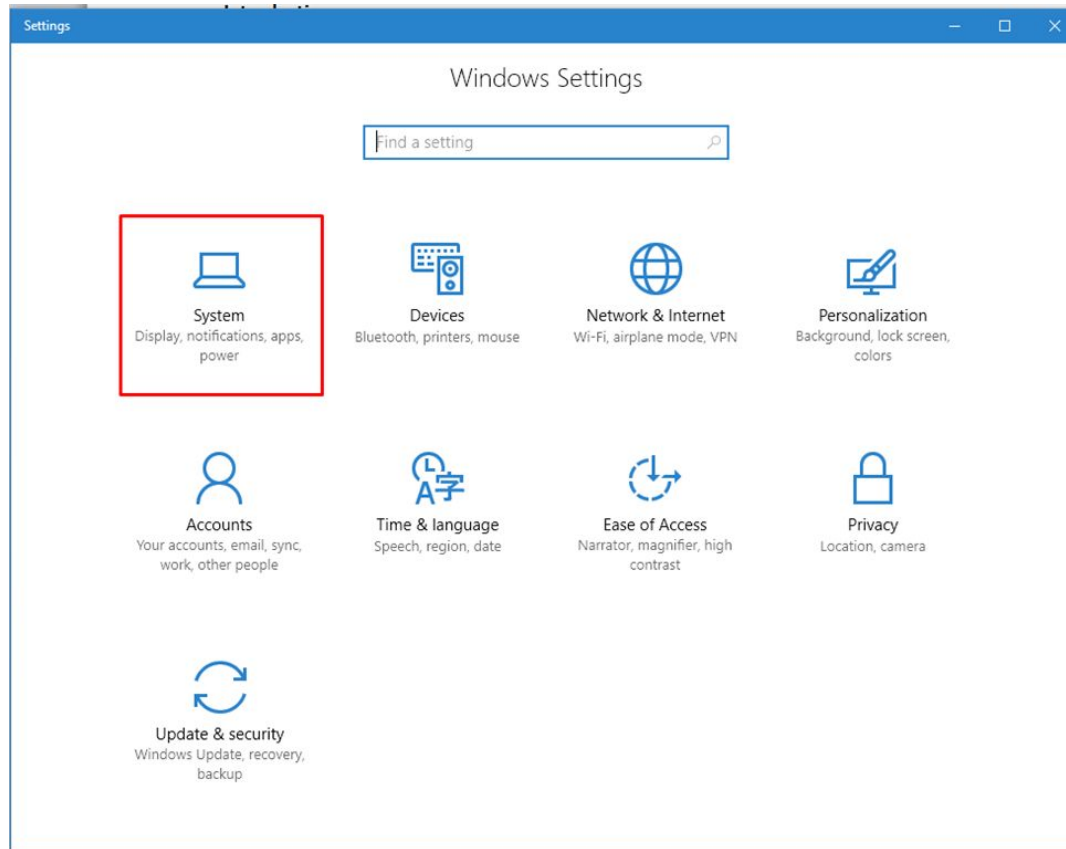 Settings
Windows Settings
Find a setting
System
Display, notifications, apps,
power
Devices
Bluetooth, printers, mouse
Network & Internet
Wi-Fi, airplane mode, VPN
Personalization
Background, lock screen,
colors
Accounts
Your accounts, email, sync,
work, other people
Time & language
Speech, region, date
Ease of Access
Narrator, magnifier, high
contrast
Privacy
Location, camera
Update & security
Windows Update, recovery,
backup